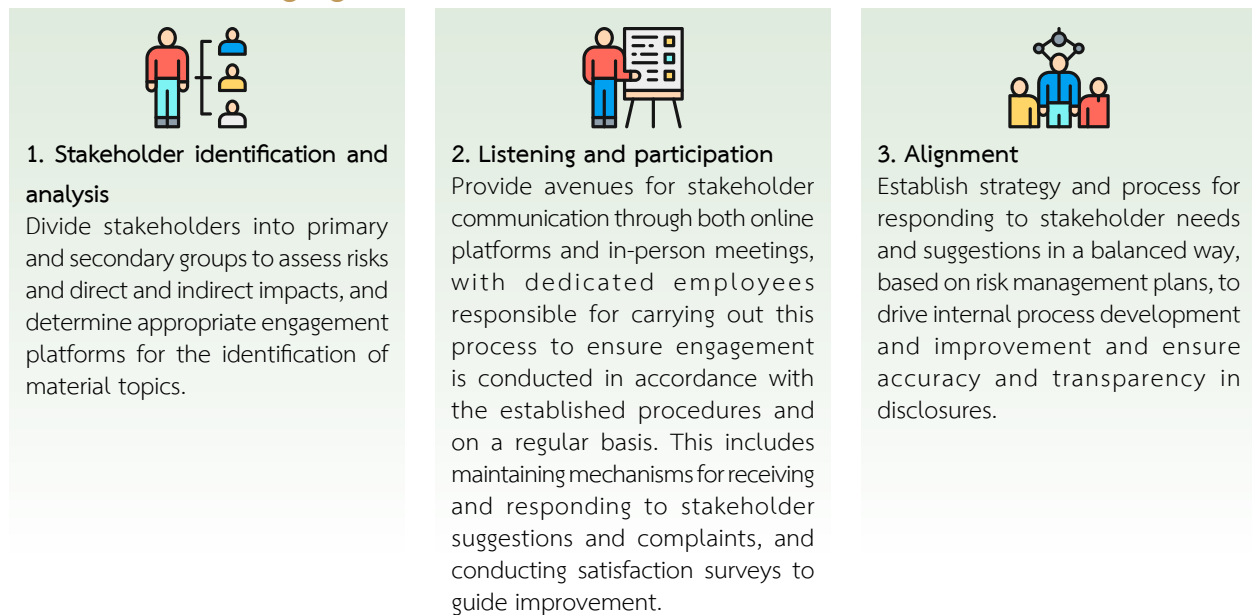 1. Stakeholder identification and
analysis
Divide stakeholders into primary
and secondary groups to assess risks
and direct and indirect impacts, and
determine appropriate engagement
platforms for the identification of
material topics.
2. Listening and participation
Provide avenues for stakeholder
communication through both online
platforms and in-person meetings,
with dedicated employees
responsible for carrying out this
process to ensure engagement
is conducted in accordance with
the established procedures and
on a regular basis. This includes
maintaining mechanisms for receiving
and responding to stakeholder
suggestions and complaints, and
conducting satisfaction surveys to
guide improvement.
3. Alignment
Establish strategy and process for
responding to stakeholder needs
and suggestions in a balanced way,
based on risk management plans, to
drive internal process development
and improvement and ensure
accuracy and transparency in
disclosures.